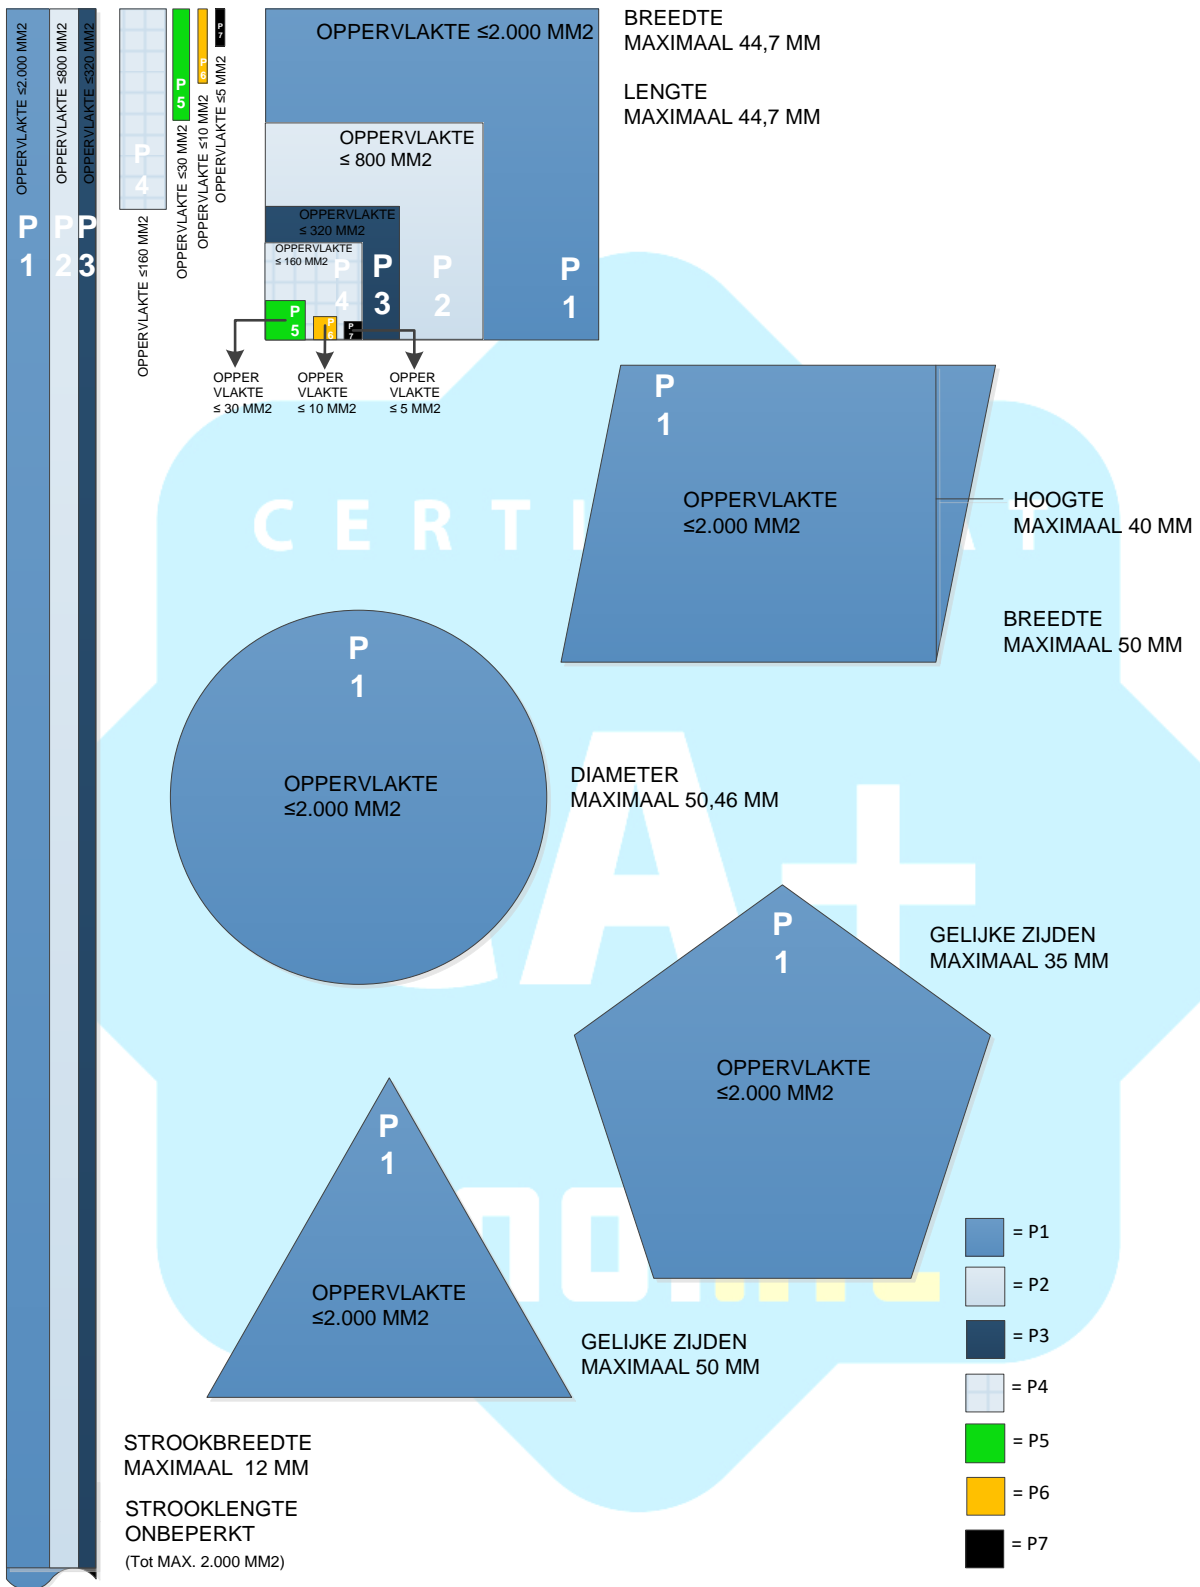 OPPERVLAKTE ≤2.000 MM2
P
1
OPPERVLAKTE ≤800 MM2
P
2
OPPERVLAKTE ≤320 MM2
P
3
P
4
OPPERVLAKTE ≤160 MM2
P
5
OPPERVLAKTE ≤30 MM2
P
6
OPPERVLAKTE ≤10 MM2
P
7
OPPERVLAKTE ≤5 MM2
OPPERVLAKTE ≤2.000 MM2
BREEDTE
MAXIMAAL 44,7 MM
LENGTE
MAXIMAAL 44,7 MM
OPPERVLAKTE
≤ 800 MM2
OPPERVLAKTE
≤ 320 MM2
OPPERVLAKTE
≤ 160 MM2
P
4
P
3
P
2
P
1
P
5
P
6
P
7
OPPER
VLAKTE
≤ 30 MM2
OPPER
VLAKTE
≤ 10 MM2
OPPER
VLAKTE
≤ 5 MM2
P
1
OPPERVLAKTE
≤2.000 MM2
HOOGTE
MAXIMAAL 40 MM
BREEDTE
MAXIMAAL 50 MM
P
1
OPPERVLAKTE
≤2.000 MM2
DIAMETER
MAXIMAAL 50,46 MM
A+
P
1
OPPERVLAKTE
≤2.000 MM2
GELIJKE ZIJDEN
MAXIMAAL 35 MM
P
1
OPPERVLAKTE
≤2.000 MM2
GELIJKE ZIJDEN
MAXIMAAL 50 MM
= P1
= P2
= P3
= P4
= P5
= P6
= P7
STROOKBREEDTE
MAXIMAAL 12 MM
STROOKLENGTE
ONBEPERKT
(Tot MAX. 2.000 MM2)